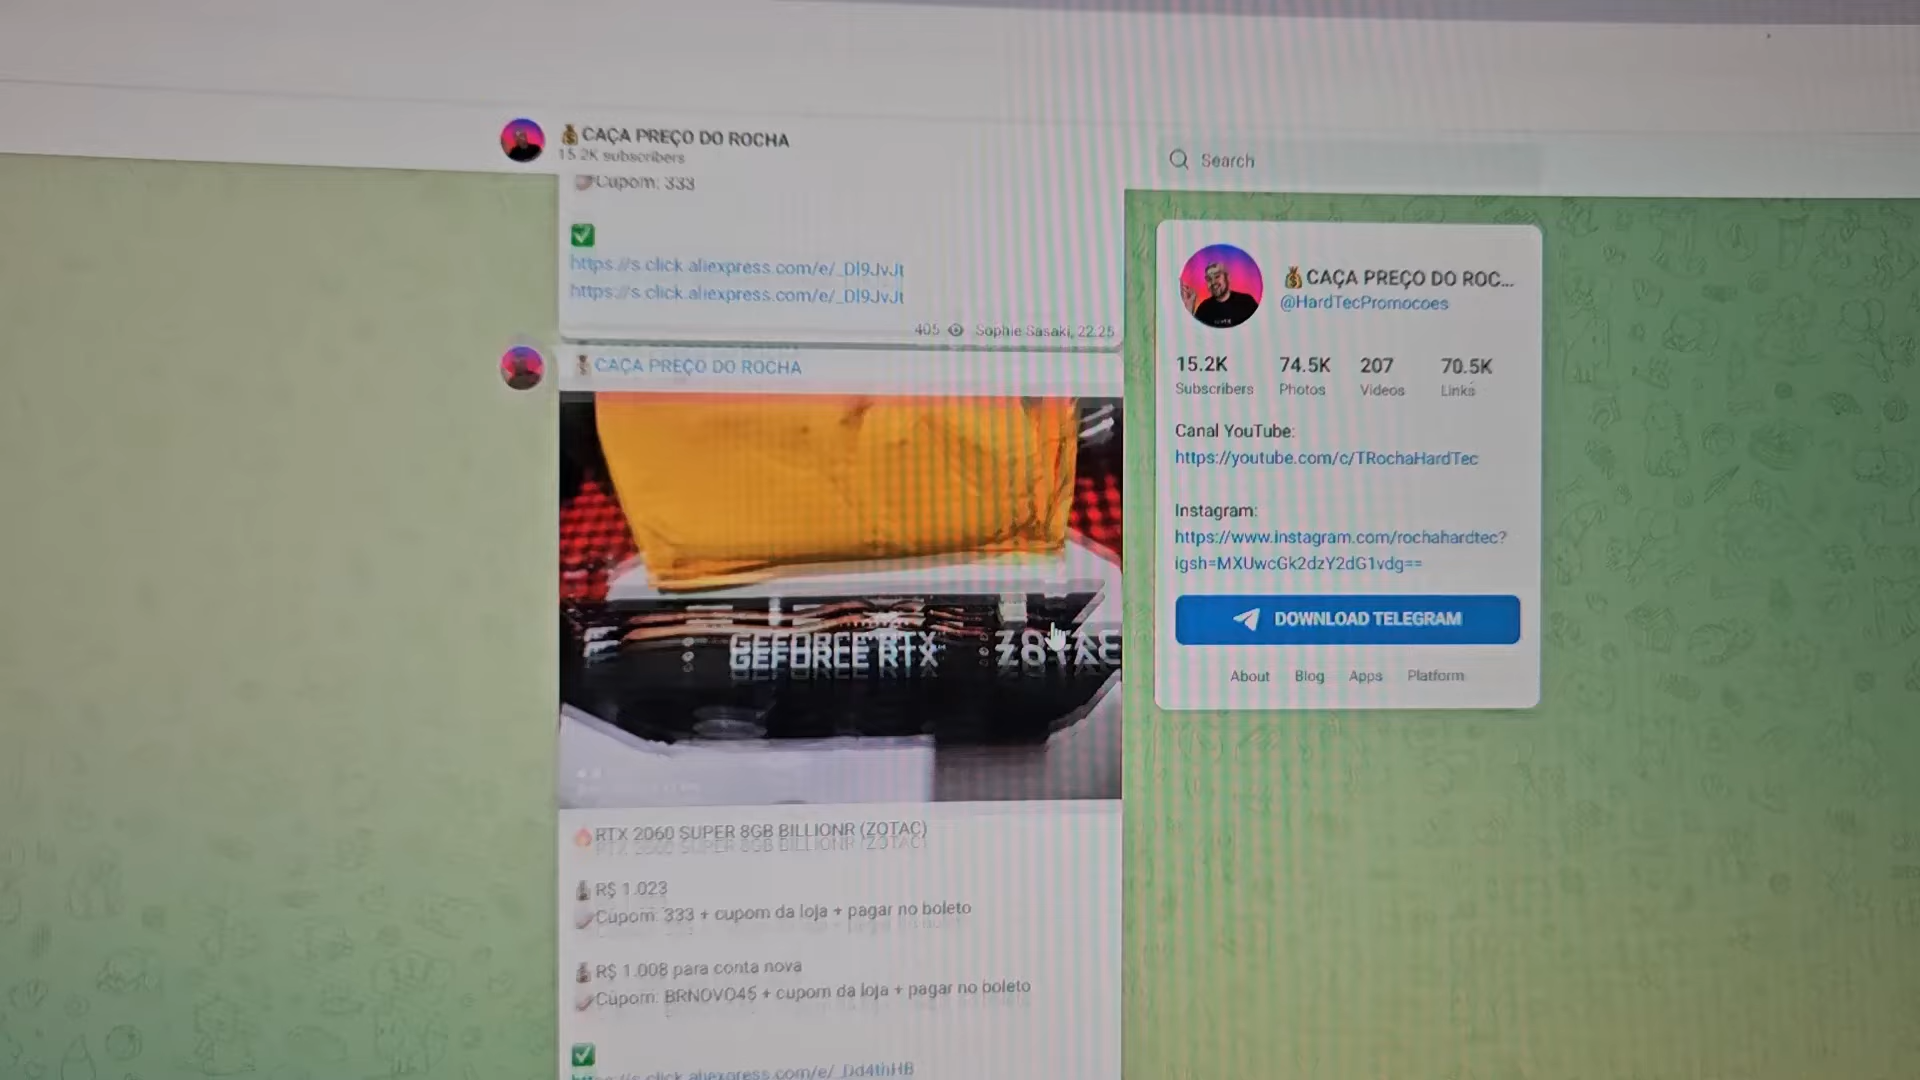 CAÇA PREÇO DO ROCHA
15.2K subscribers
Search
Cupom: 333
https://s.click.aliexpress.com/e/_Dl9JvJt
https://s.click.aliexpress.com/e/_Dl9JvJt
405 Sophie Sasaki, 22:25
CAÇA PREÇO DO ROCHA
GEFORCE RTX ZOTAC
RTX 2060 SUPER 8GB BILLIONR (ZOTAC)
R$ 1.023
Cupom: 333 + cupom da loja + pagar no boleto
R$ 1.008 para conta nova
Cupom: BRNOVO45 + cupom da loja + pagar no boleto
https://s.click.aliexpress.com/e/_Dd4thHB
CAÇA PREÇO DO ROC...
@HardTecPromocoes
15.2K 74.5K 207 70.5K
Subscribers Photos Videos Links
Canal YouTube:
https://youtube.com/c/TRochaHardTec
Instagram:
https://www.instagram.com/rochahardtec?
igsh=MXUwcGk2dzY2dG1vdg==
DOWNLOAD TELEGRAM
About Blog Apps Platform